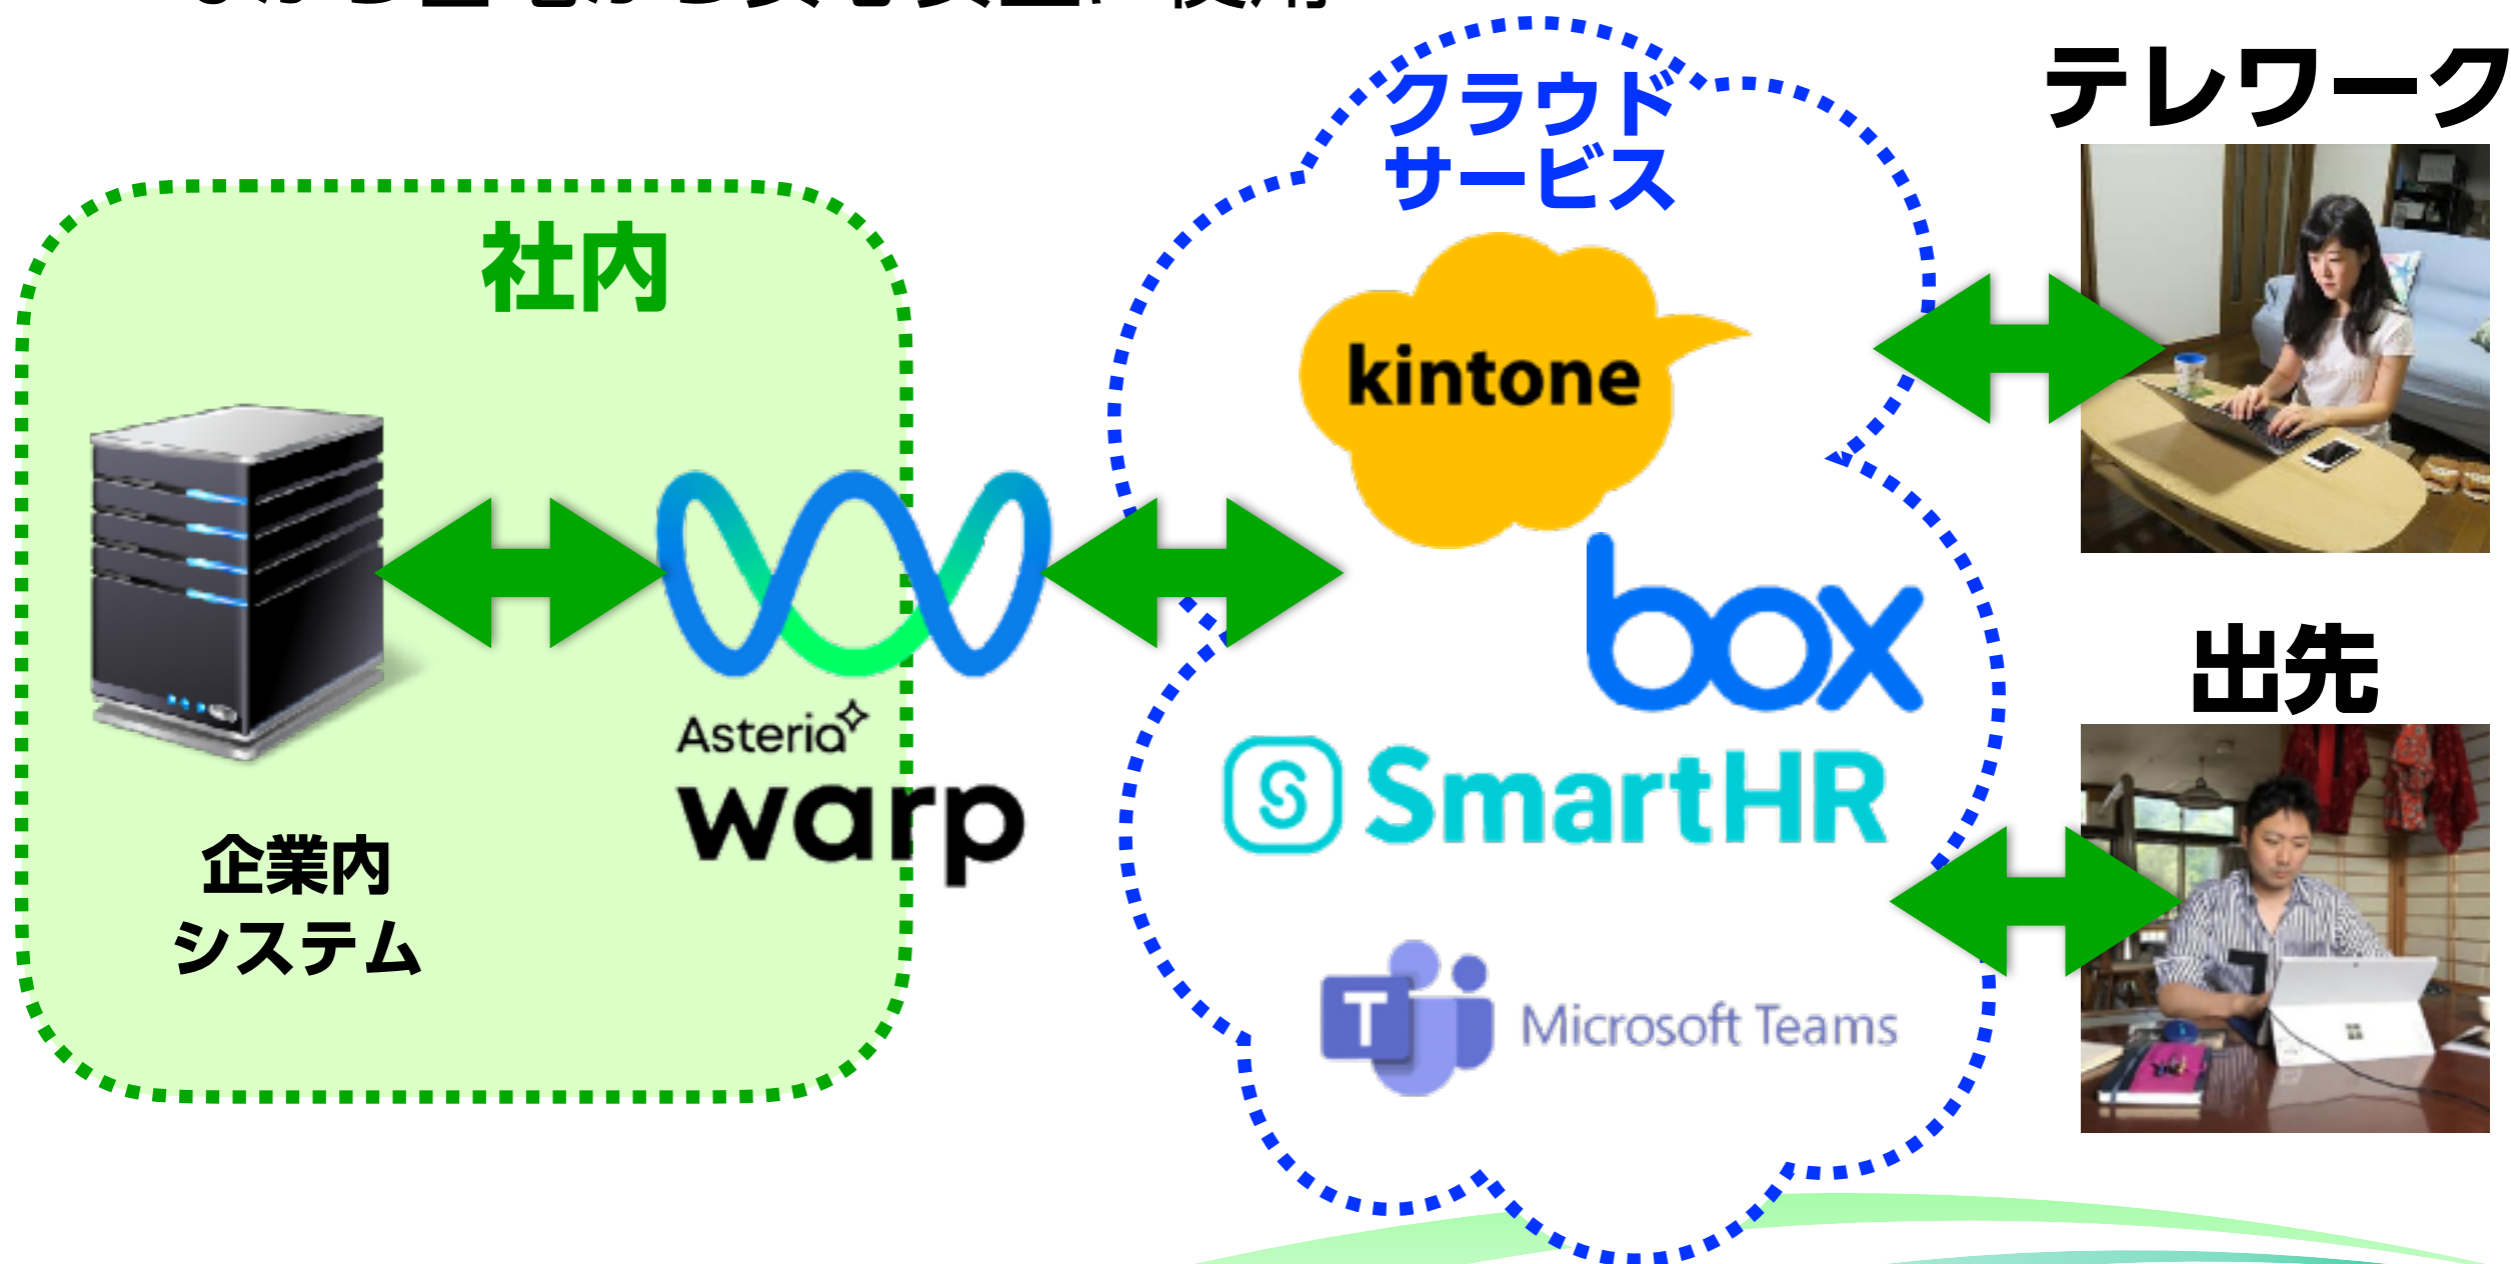 クラウド
サービス
テレワーク
社内
kintone
box
出先
Asteria
warp
S SmartHR
企業内
システム
T Microsoft Teams